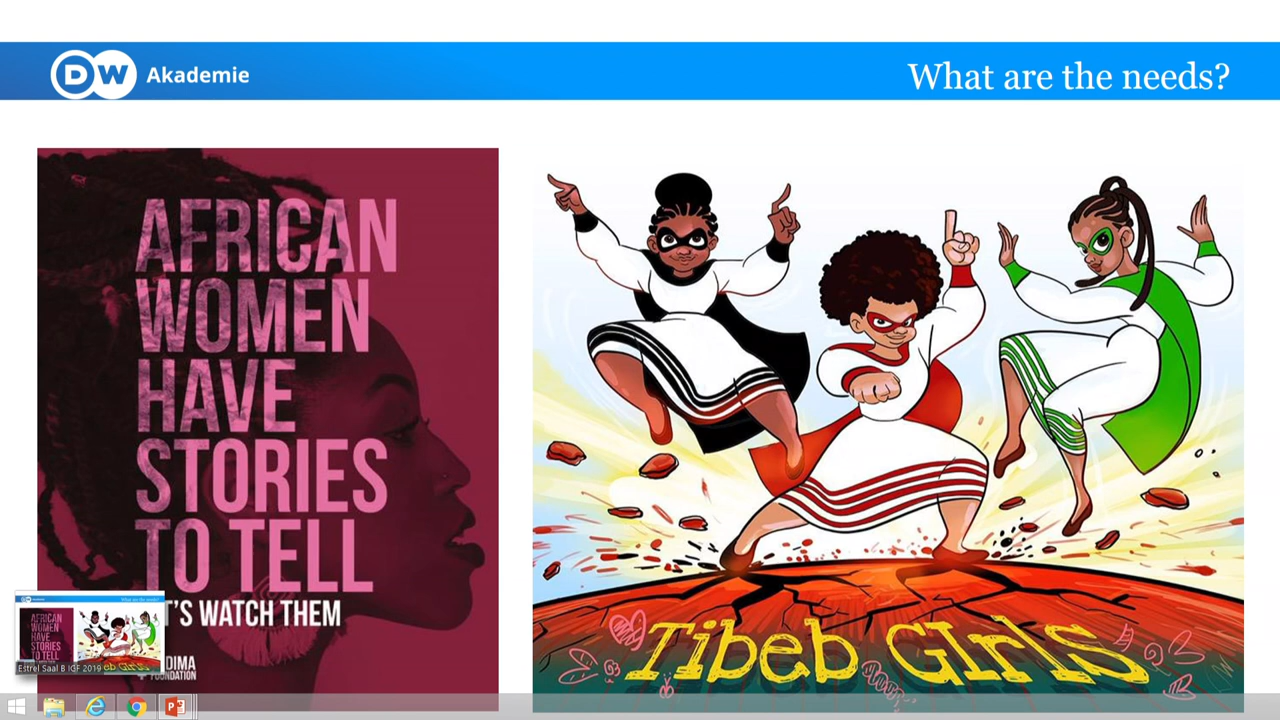 DW Akademie
What are the needs?
AFRICAN
WOMEN
HAVE
STORIES
TO TELL
T'S WATCH THEM
DIMA
FOUNDATION
Tibeb GIrlS
Estrel Saal B IGF 2019